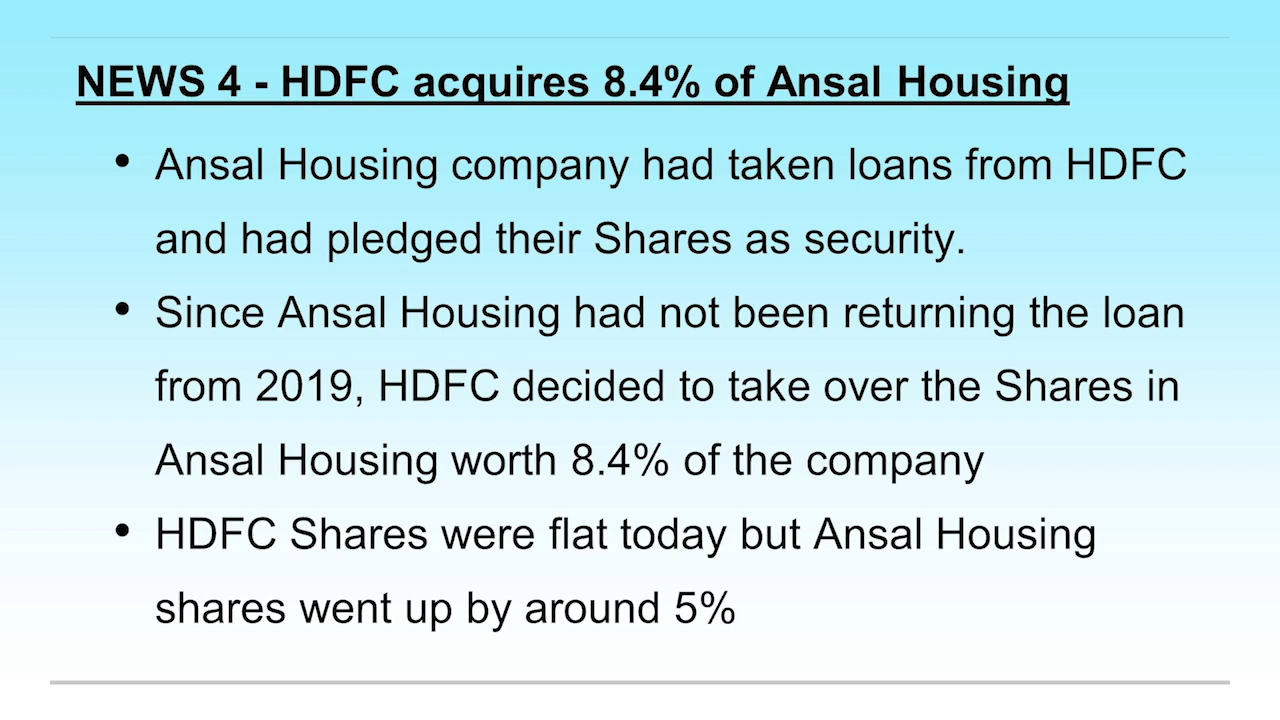 NEWS 4 - HDFC acquires 8.4% of Ansal Housing
• Ansal Housing company had taken loans from HDFC
and had pledged their Shares as security.
• Since Ansal Housing had not been returning the loan
from 2019, HDFC decided to take over the Shares in
Ansal Housing worth 8.4% of the company
• HDFC Shares were flat today but Ansal Housing
shares went up by around 5%